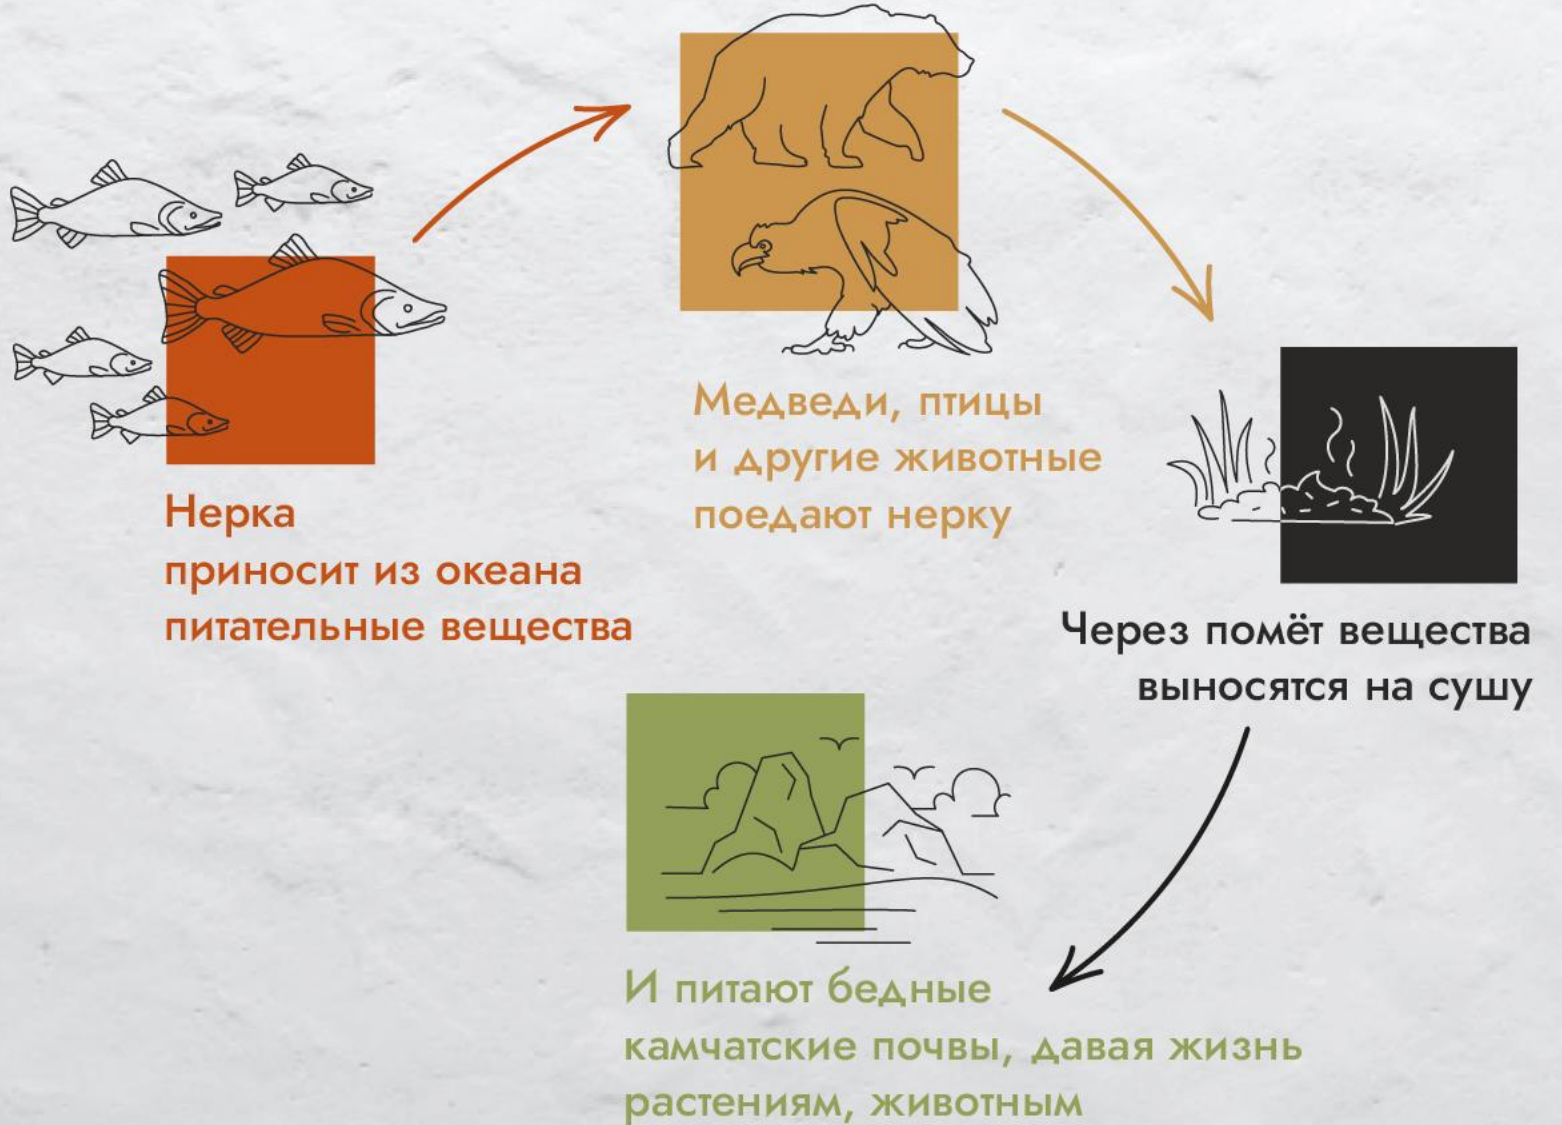 Нерка
приносит из океана
питательные вещества
Медведи, птицы
и другие животные
поедают нерку
Через помёт вещества
выносятся на сушу
И питают бедные
камчатские почвы, давая жизнь
растениям, животным